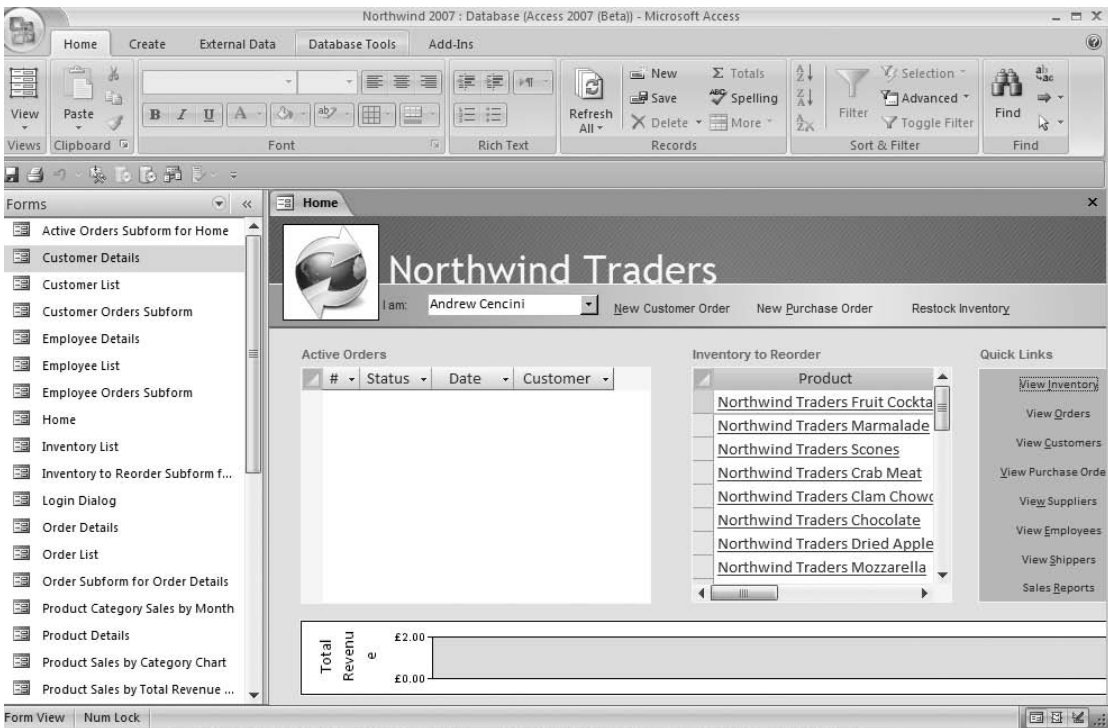 Northwind 2007 : Database (Access 2007 (Beta)) - Microsoft Access
Home Create External Data Database Tools Add-Ins
View
Paste
B I U A ab
Refresh All
New
Save
Delete
Σ Totals
ABC Spelling
More
A Z
Z A
A Z
Filter
Selection
Advanced
Toggle Filter
Find
ab ac
Views Clipboard Font Rich Text Records Sort & Filter Find
Forms
Active Orders Subform for Home
Customer Details
Customer List
Customer Orders Subform
Employee Details
Employee List
Employee Orders Subform
Home
Inventory List
Inventory to Reorder Subform f...
Login Dialog
Order Details
Order List
Order Subform for Order Details
Product Category Sales by Month
Product Details
Product Sales by Category Chart
Product Sales by Total Revenue ...
Home
Northwind Traders
I am: Andrew Cencini New Customer Order New Purchase Order Restock Inventory
Active Orders
# Status Date Customer
Inventory to Reorder
Product
Northwind Traders Fruit Cockta
Northwind Traders Marmalade
Northwind Traders Scones
Northwind Traders Crab Meat
Northwind Traders Clam Chowd
Northwind Traders Chocolate
Northwind Traders Dried Apple
Northwind Traders Mozzarella
Quick Links
View Inventory
View Orders
View Customers
View Purchase Orde
View Suppliers
View Employees
View Shippers
Sales Reports
Total
Revenu
e
£2.00
£0.00
Form View Num Lock